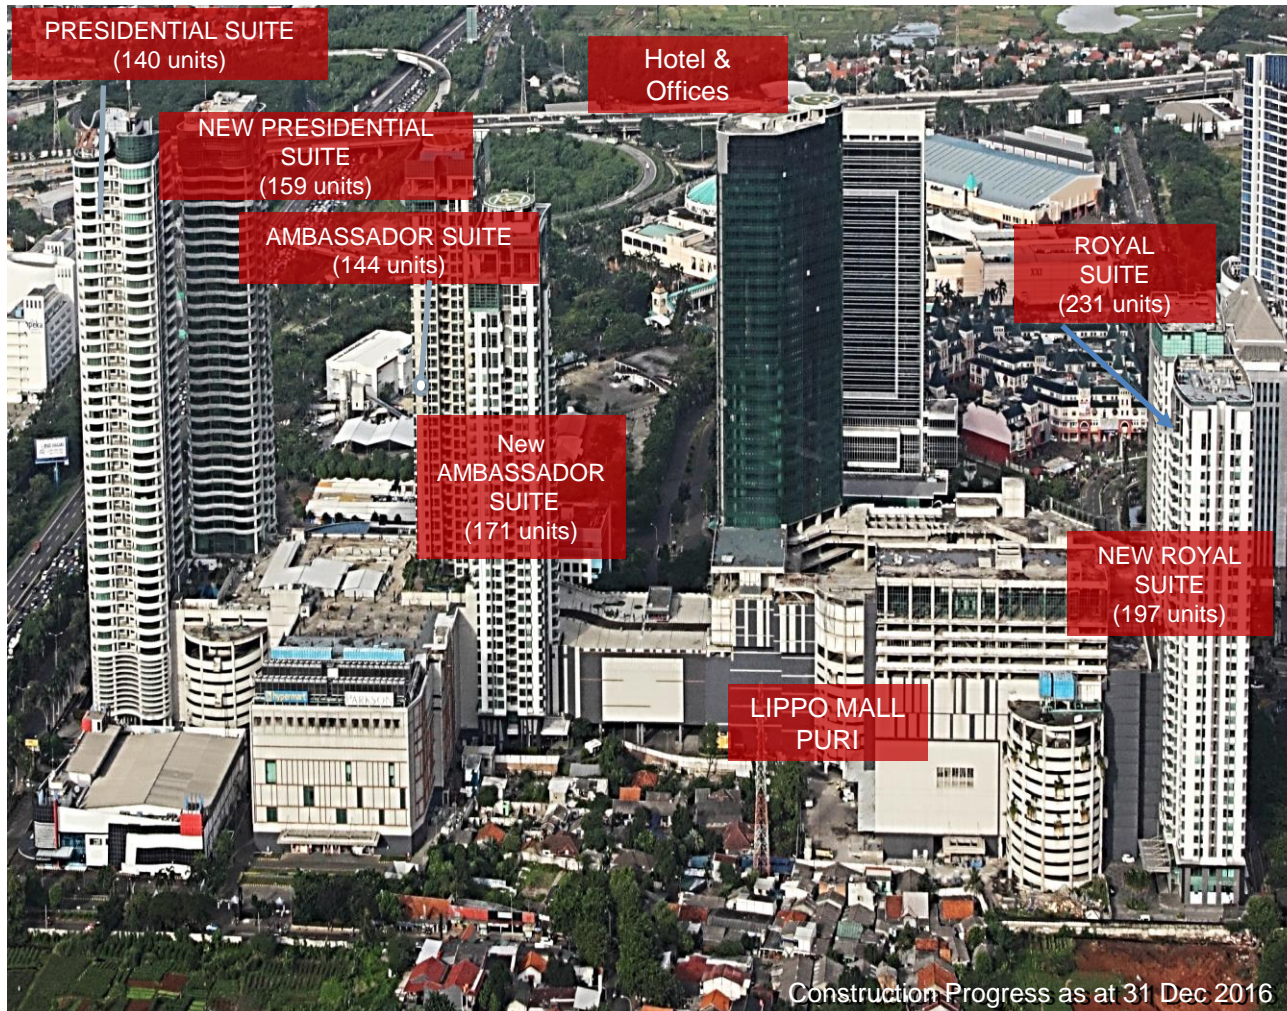 PRESIDENTIAL SUITE
(140 units)
Hotel &
Offices
NEW PRESIDENTIAL
SUITE
(159 units)
AMBASSADOR SUITE
(144 units)
ROYAL
SUITE
(231 units)
New
AMBASSADOR
SUITE
(171 units)
NEW ROYAL
SUITE
(197 units)
hypermart
PARKSON
LIPPO MALL
PURI
Construction Progress as at 31 Dec 2016